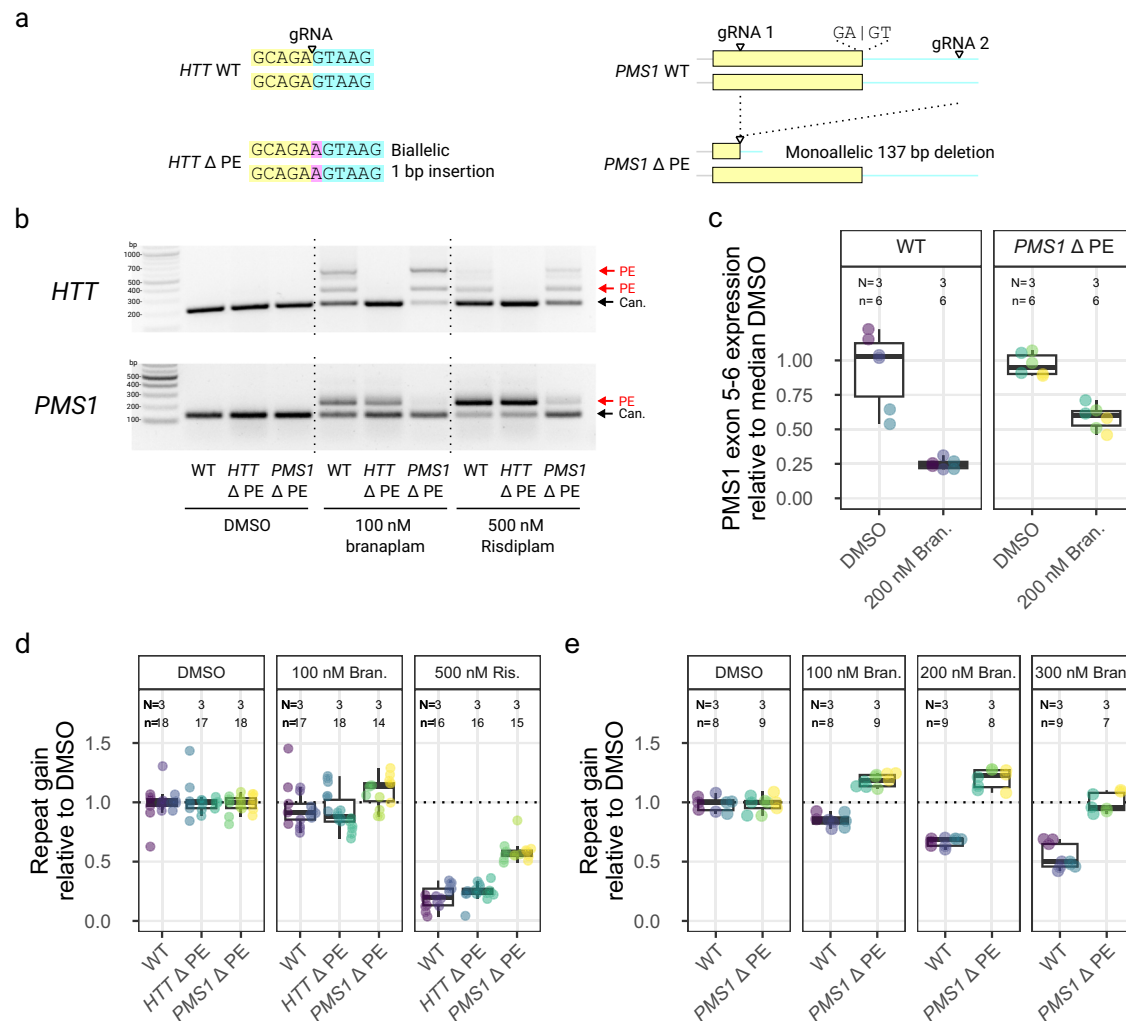 a
gRNA
HTT WT
GCAGAGTAAG
GCAGAGTAAG
HTT Δ PE
GCAGAAGTAAG
GCAGAAGTAAG
Biallelic
1 bp insertion
gRNA 1
GA|GT
gRNA 2
PMS1 WT
PMS1 Δ PE
Monoallelic 137 bp deletion
b
HTT
bp
1000
700
500
400
300
200
PE
PE
Can.
PMS1
bp
500
400
300
200
100
PE
Can.
WT HTT Δ PE PMS1 Δ PE WT HTT Δ PE PMS1 Δ PE WT HTT Δ PE PMS1 Δ PE
DMSO
100 nM branaplam
500 nM Risdiplam
c
PMS1 exon 5-6 expression
relative to median DMSO
WT
PMS1 Δ PE
N= 3 3 3 3
n= 6 6 6 6
1.00
0.75
0.50
0.25
0.00
DMSO 200 nM Bran. DMSO 200 nM Bran.
d
Repeat gain
relative to DMSO
DMSO 100 nM Bran. 500 nM Ris.
N=3 3 3 N=3 3 3 N=3 3 3
n=18 17 18 n=17 18 14 n=16 16 15
1.5
1.0
0.5
0.0
WT HTT Δ PE PMS1 Δ PE WT HTT Δ PE PMS1 Δ PE WT HTT Δ PE PMS1 Δ PE
e
Repeat gain
relative to DMSO
DMSO 100 nM Bran. 200 nM Bran. 300 nM Bran
N=3 3 N=3 3 N=3 3 N=3 3
n=8 9 n=8 9 n=9 8 n=9 7
1.5
1.0
0.5
0.0
WT PMS1 Δ PE WT PMS1 Δ PE WT PMS1 Δ PE WT PMS1 Δ PE